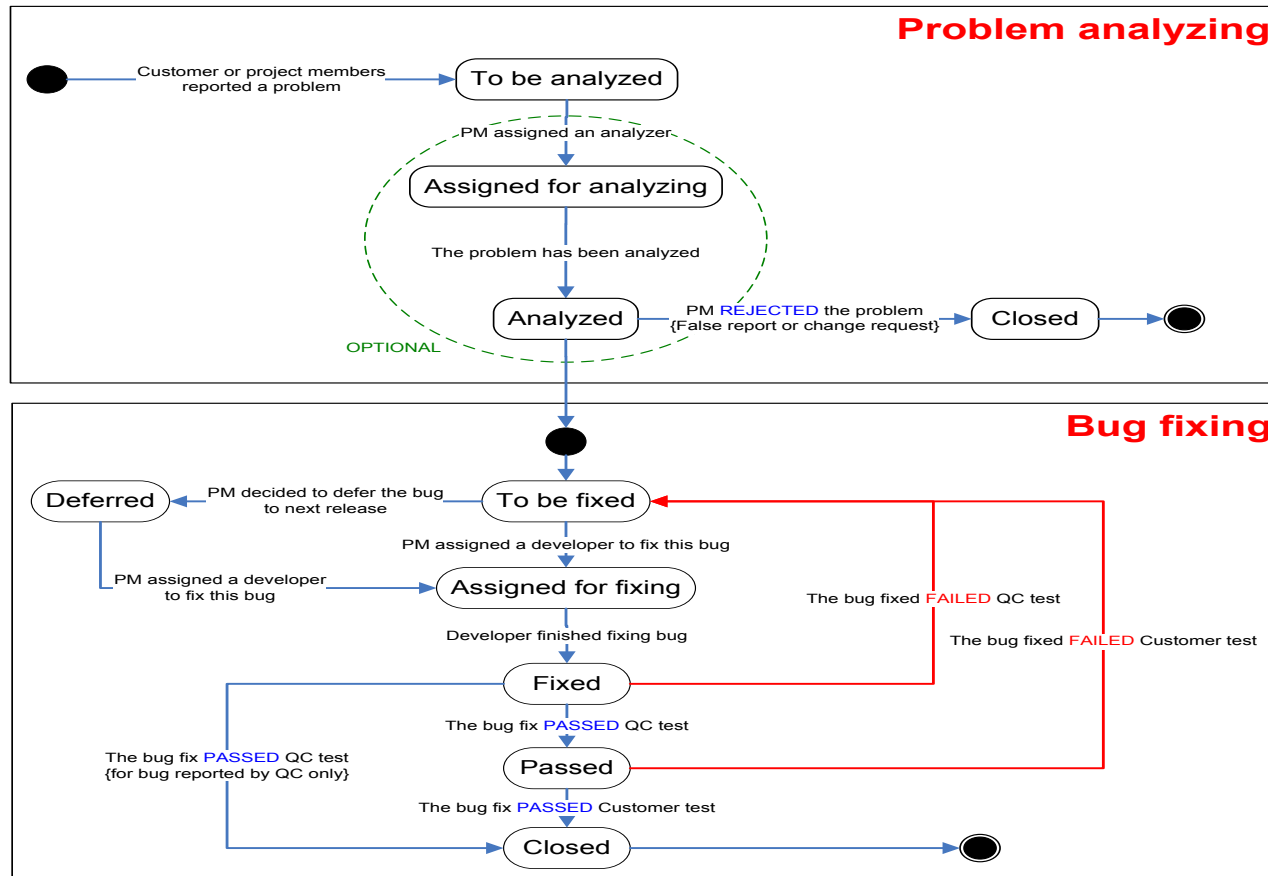 Problem analyzing
Customer or project members
reported a problem
To be analyzed
PM assigned an analyzer
Assigned for analyzing
The problem has been analyzed
Analyzed
PM REJECTED the problem
{False report or change request}
Closed
OPTIONAL
Bug fixing
Deferred
PM decided to defer the bug
to next release
To be fixed
PM assigned a developer to fix this bug
PM assigned a developer
to fix this bug
Assigned for fixing
The bug fixed FAILED QC test
Developer finished fixing bug
The bug fixed FAILED Customer test
Fixed
The bug fix PASSED QC test
The bug fix PASSED QC test
{for bug reported by QC only}
Passed
The bug fix PASSED Customer test
Closed